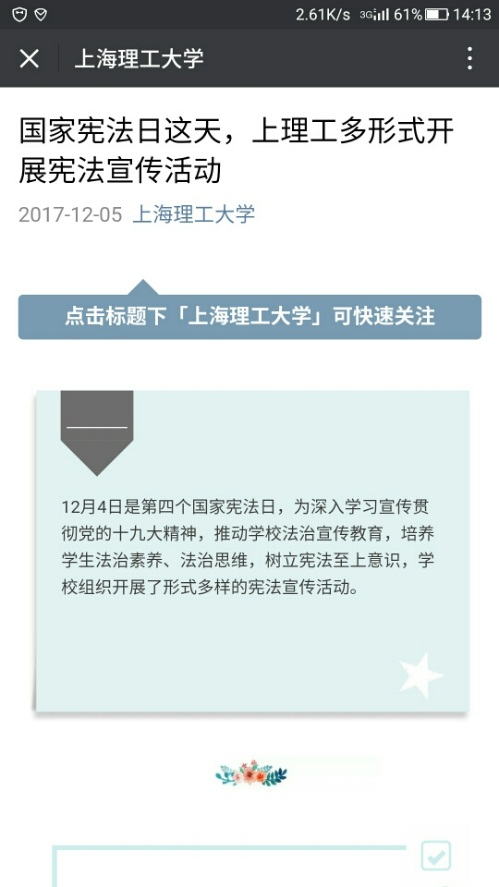 2.61K/s 3G 61% 14:13
上海理工大学
国家宪法日这天，上理工多形式开
展宪法宣传活动
2017-12-05 上海理工大学
点击标题下「上海理工大学」可快速关注
12月4日是第四个国家宪法日，为深入学习宣传贯
彻党的十九大精神，推动学校法治宣传教育，培养
学生法治素养、法治思维，树立宪法至上意识，学
校组织开展了形式多样的宪法宣传活动。